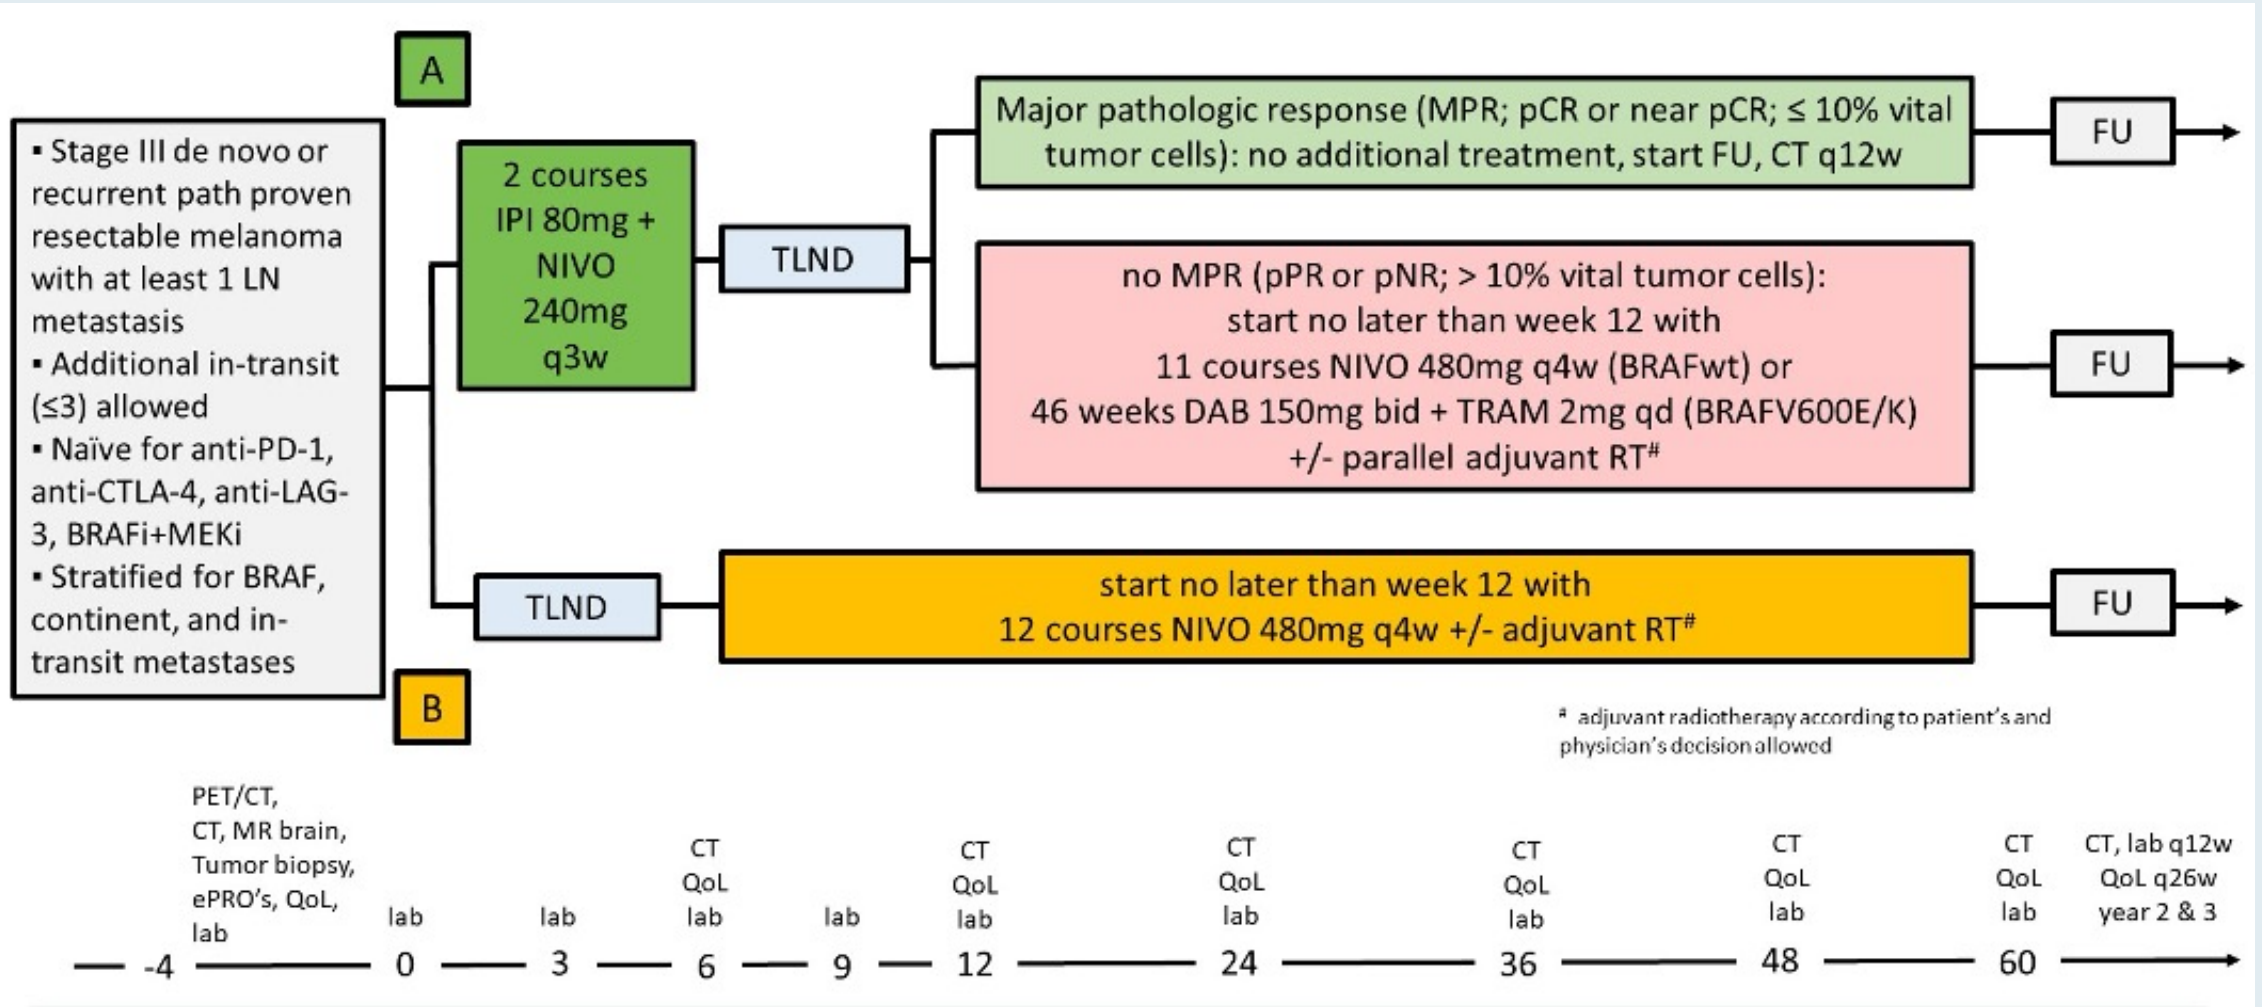 A
▪ Stage III de novo or
recurrent path proven
resectable melanoma
with at least 1 LN
metastasis
▪ Additional in-transit
(≤3) allowed
▪ Naïve for anti-PD-1,
anti-CTLA-4, anti-LAG-
3, BRAFi+MEKi
▪ Stratified for BRAF,
continent, and in-
transit metastases
2 courses
IPI 80mg +
NIVO
240mg
q3w
TLND
Major pathologic response (MPR; pCR or near pCR; ≤ 10% vital
tumor cells): no additional treatment, start FU, CT q12w
FU
no MPR (pPR or pNR; > 10% vital tumor cells):
start no later than week 12 with
11 courses NIVO 480mg q4w (BRAFwt) or
46 weeks DAB 150mg bid + TRAM 2mg qd (BRAFV600E/K)
+/- parallel adjuvant RT#
FU
B
TLND
start no later than week 12 with
12 courses NIVO 480mg q4w +/- adjuvant RT#
FU
# adjuvant radiotherapy according to patient's and
physician's decision allowed
PET/CT,
CT, MR brain,
Tumor biopsy,
ePRO's, QoL,
lab
lab
lab
CT
QoL
lab
lab
CT
QoL
lab
CT
QoL
lab
CT
QoL
lab
CT
QoL
lab
CT
QoL
lab
CT, lab q12w
QoL q26w
year 2 & 3
-4 0 3 6 9 12 24 36 48 60